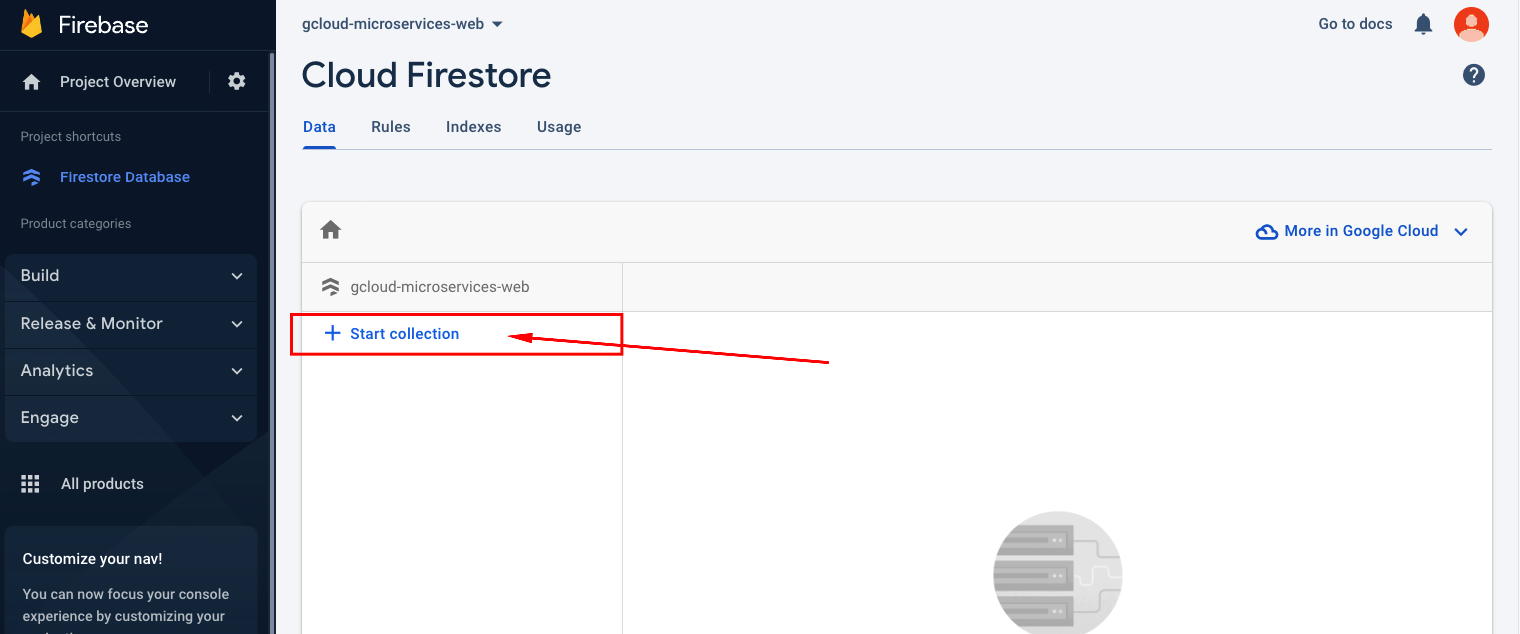 Firebase
Project Overview
Project shortcuts
Firestore Database
Product categories
Build
Release & Monitor
Analytics
Engage
All products
Customize your nav!
You can now focus your console
experience by customizing your
gcloud-microservices-web
Go to docs
Cloud Firestore
Data
Rules
Indexes
Usage
More in Google Cloud
gcloud-microservices-web
+ Start collection